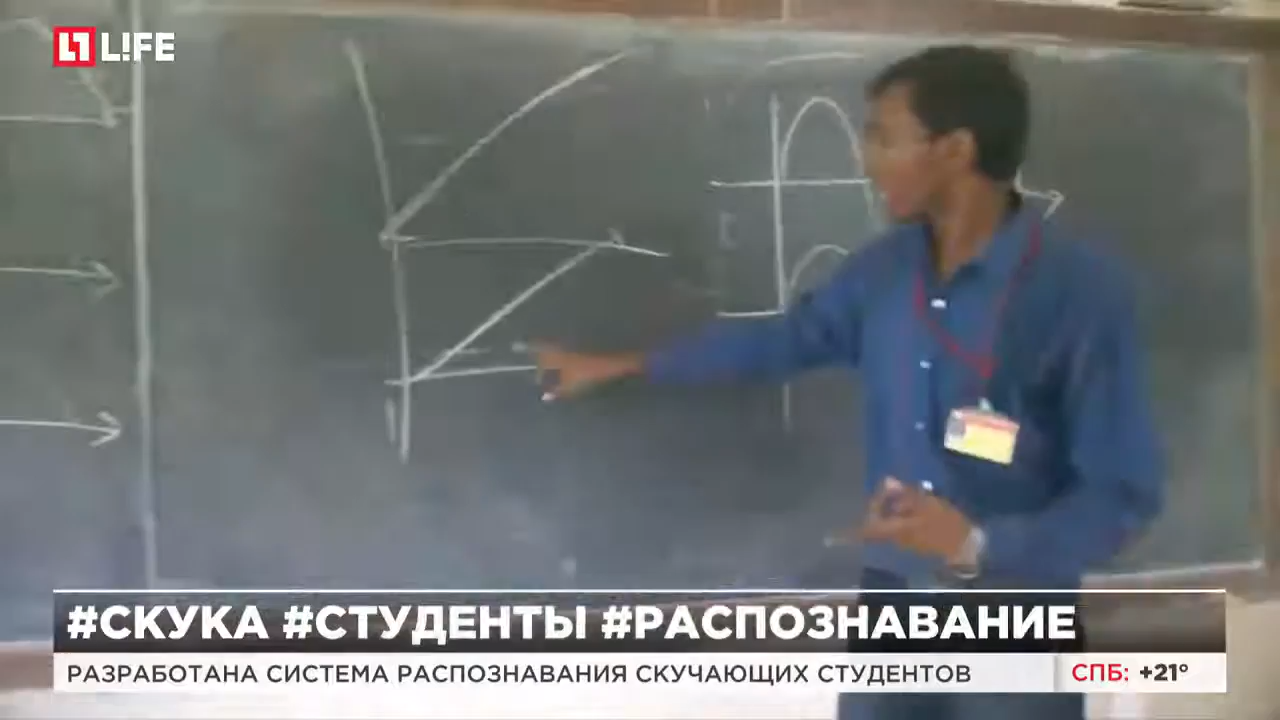 L!FE
#СКУКА #СТУДЕНТЫ #РАСПОЗНАВАНИЕ
РАЗРАБОТАНА СИСТЕМА РАСПОЗНАВАНИЯ СКУЧАЮЩИХ СТУДЕНТОВ
СПБ: +21°